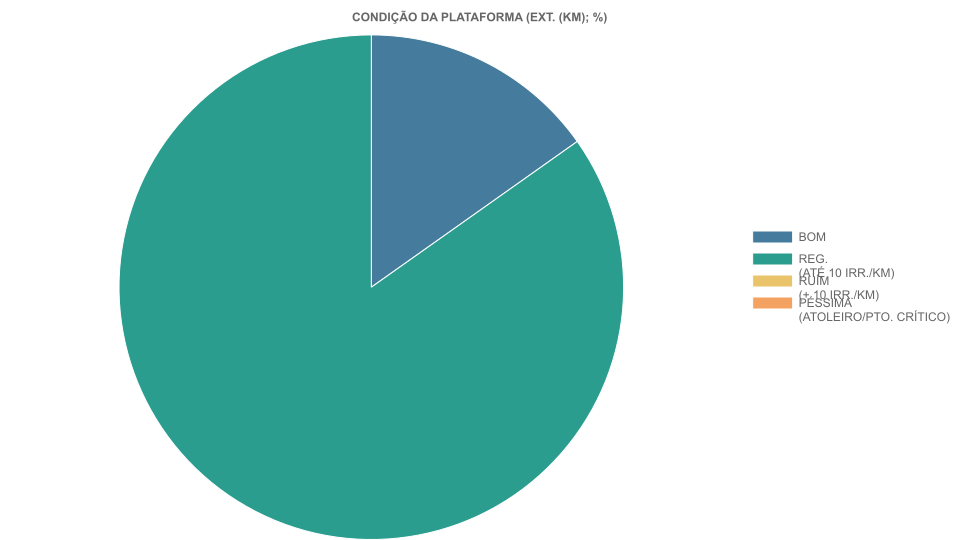 CONDIÇÃO DA PLATAFORMA (EXT. (KM); %)
BOM
REG.
(ATÉ 10 IRR./KM)
RUIM
(+ 10 IRR./KM)
PÉSSIMA
(ATOLEIRO/PTO. CRÍTICO)